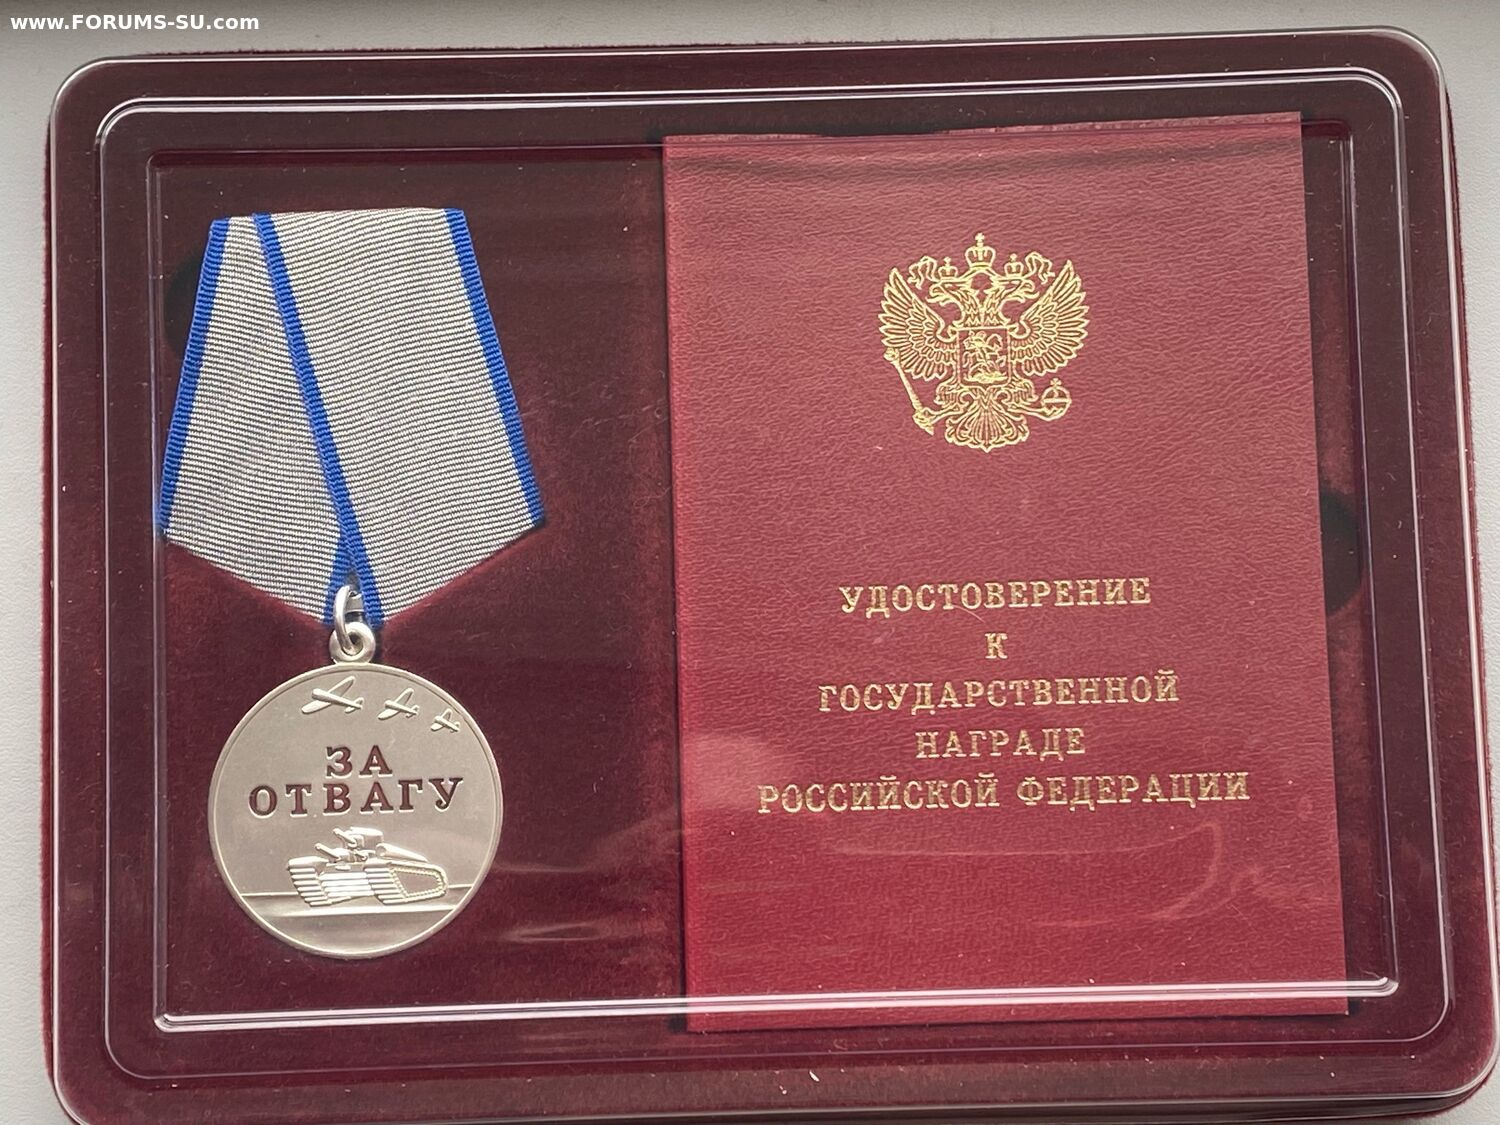 www.FORUMS-SU.com
ЗА
ОТВАГУ
УДОСТОВЕРЕНИЕ
К
ГОСУДАРСТВЕННОЙ
НАГРАДЕ
РОССИЙСКОЙ ФЕДЕРАЦИИ